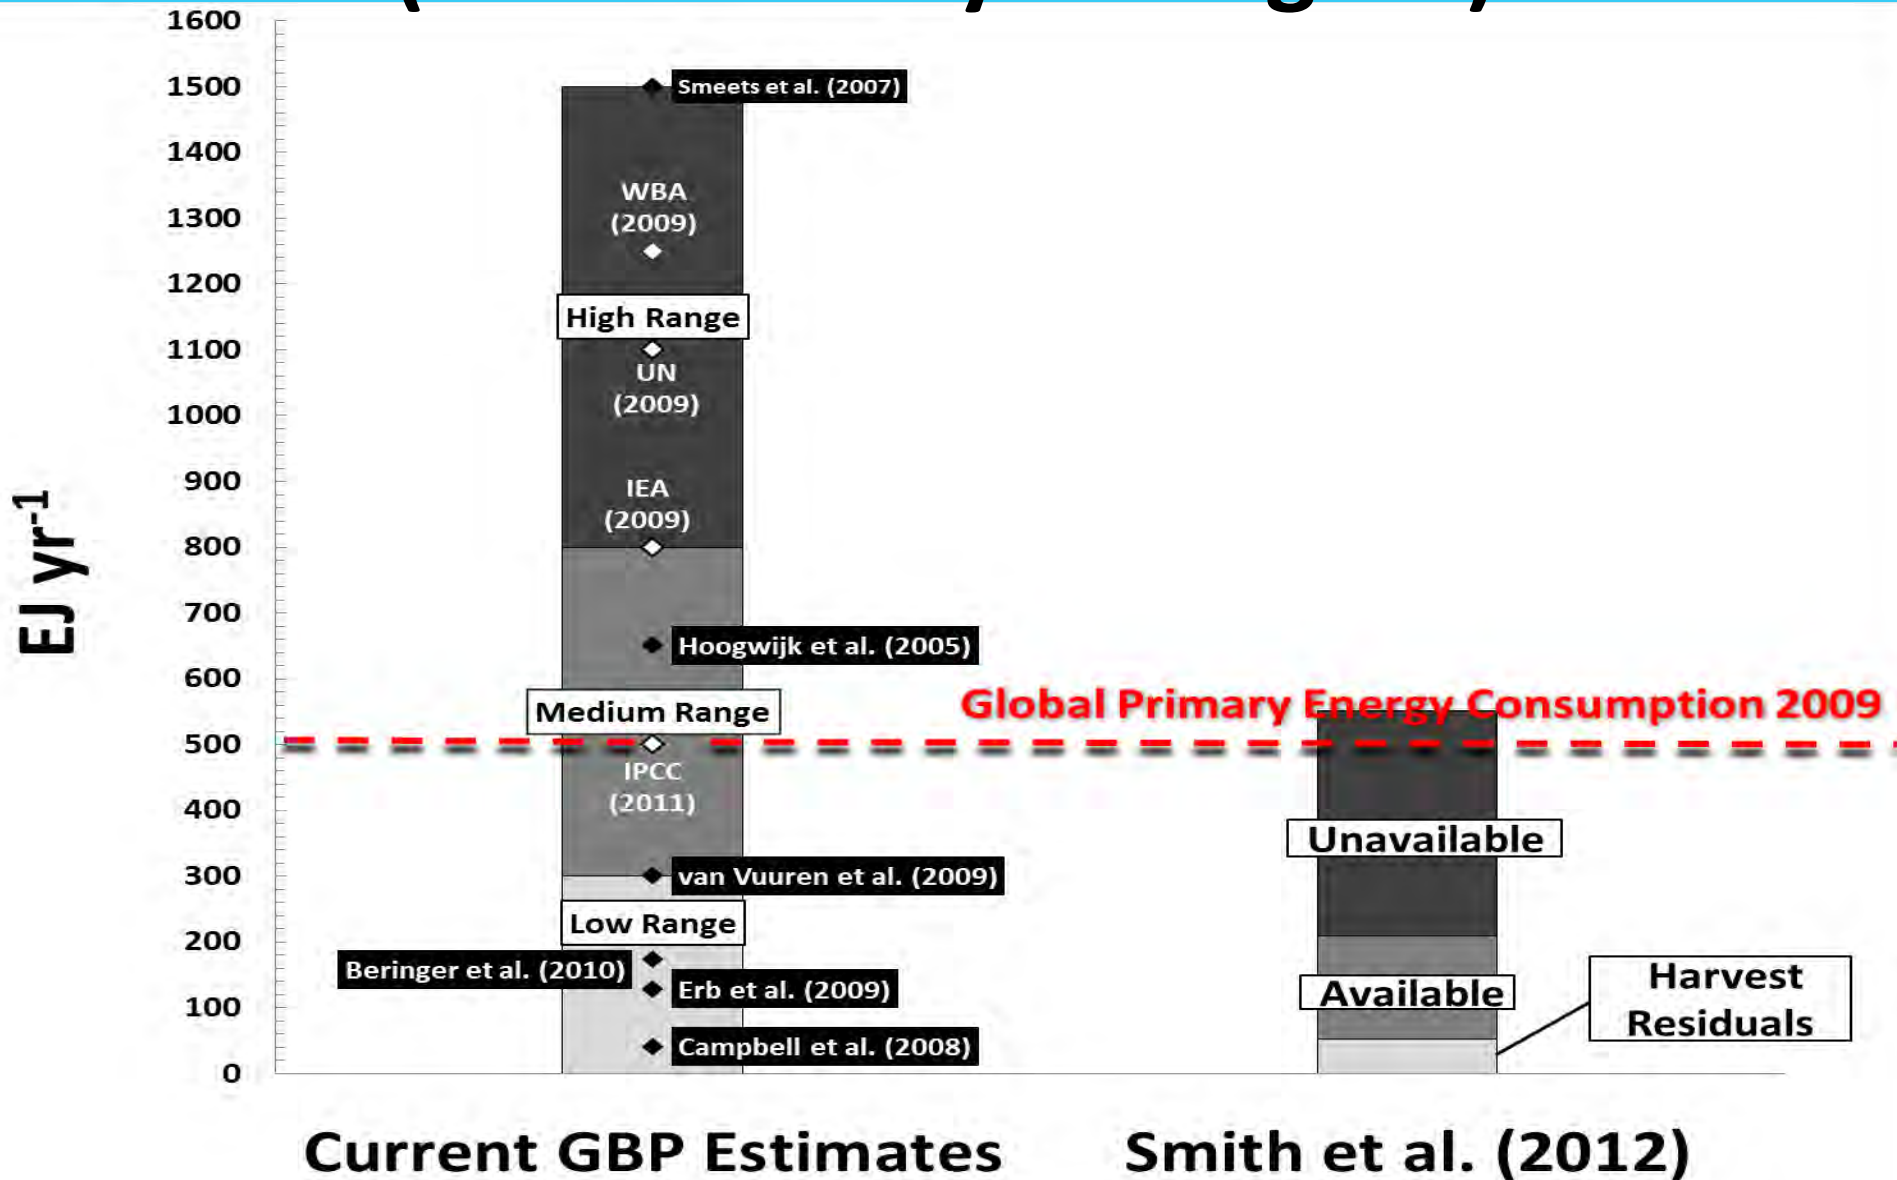 1600
1500
1400
1300
1200
1100
1000
900
800
700
600
500
400
300
200
100
0
EJ yr-1
Smeets et al. (2007)
WBA
(2009)
High Range
UN
(2009)
IEA
(2009)
Hoogwijk et al. (2005)
Medium Range
Global Primary Energy Consumption 2009
IPCC
(2011)
van Vuuren et al. (2009)
Low Range
Beringer et al. (2010)
Erb et al. (2009)
Campbell et al. (2008)
Unavailable
Available
Harvest
Residuals
Current GBP Estimates
Smith et al. (2012)